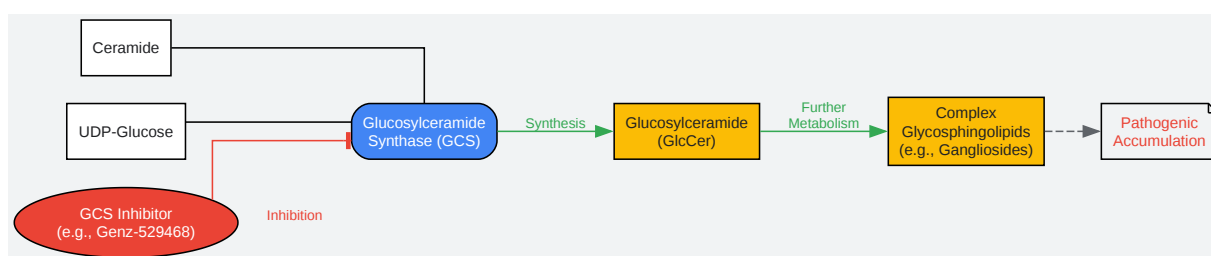 Ceramide
UDP-Glucose
GCS Inhibitor
(e.g., Genz-529468)
Inhibition
Glucosylceramide
Synthase (GCS)
Synthesis
Glucosylceramide
(GlcCer)
Further
Metabolism
Complex
Glycosphingolipids
(e.g., Gangliosides)
Pathogenic
Accumulation